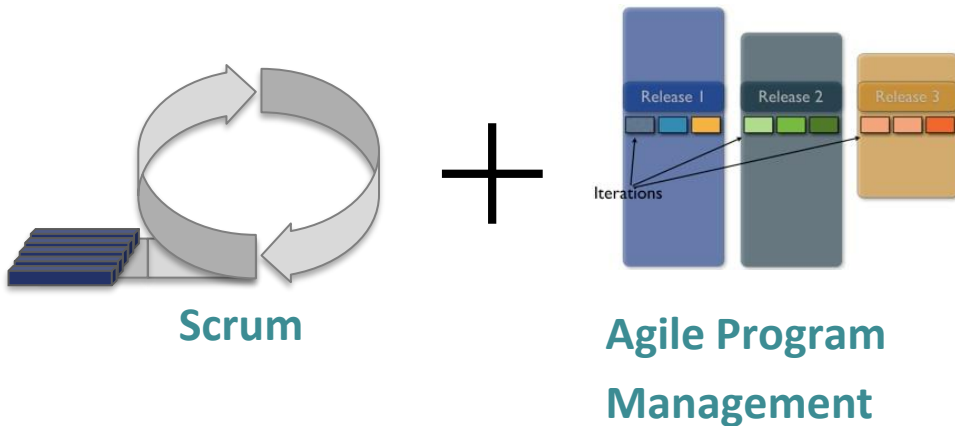 Release 1
Release 2
Release 3
Iterations
Scrum
Agile Program
Management